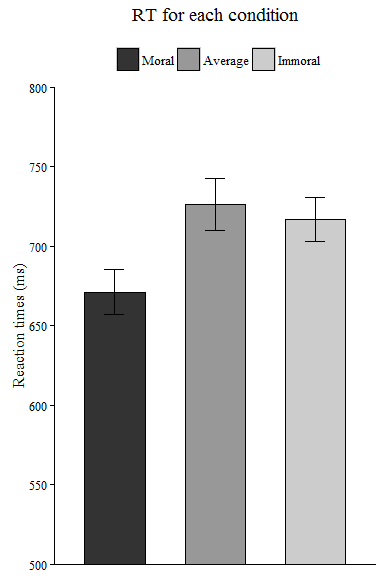 RT for each condition
Moral Average Immoral
800
750
700
650
600
550
500
Reaction times (ms)